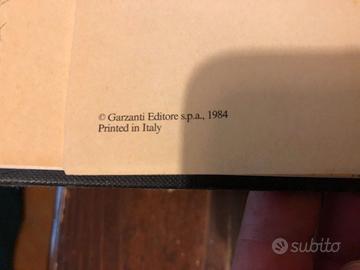 © Garzanti Editore s.p.a., 1984
Printed in Italy
subito